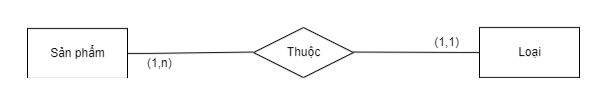 Sản phẩm
(1,n)
Thuộc
(1,1)
Loại